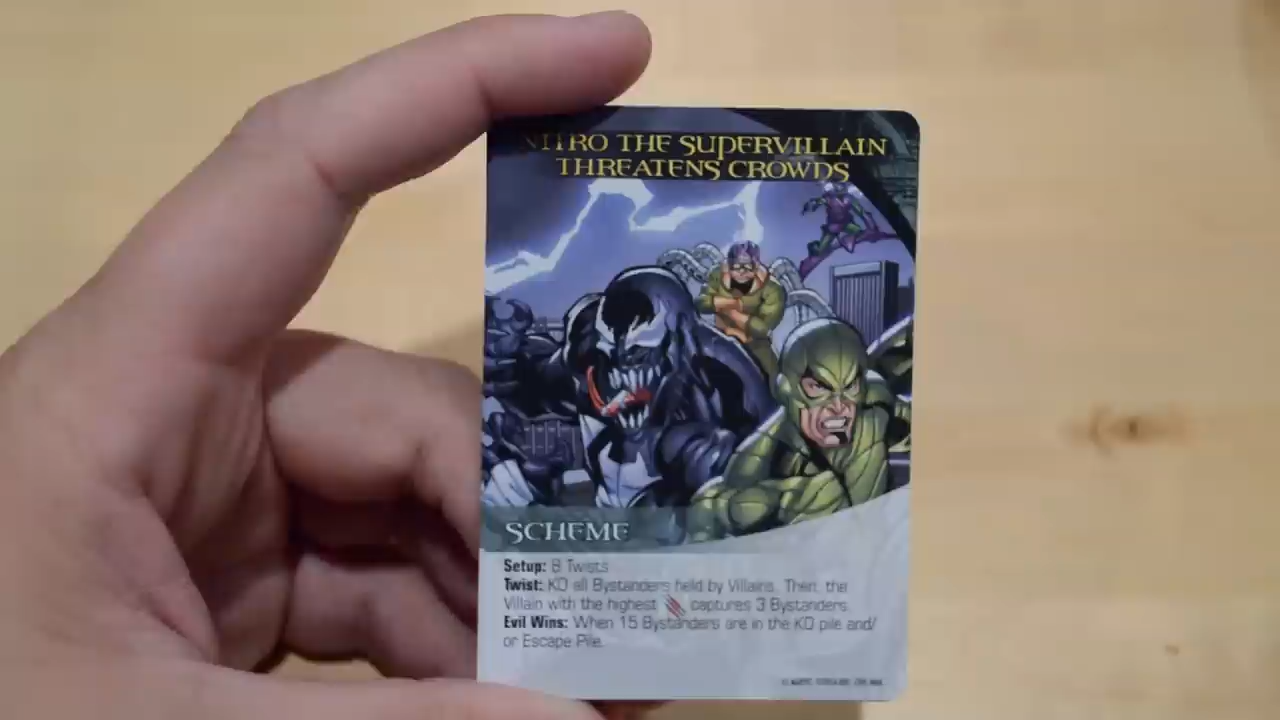 NITRO THE SUPERVILLAIN
THREATENS CROWDS
SCHEME
Setup: 8 Twists
Twist: KO all Bystanders held by Villains. Then, the
Villain with the highest captures 3 Bystanders.
Evil Wins: When 15 Bystanders are in the KO pile and/
or Escape Pile.